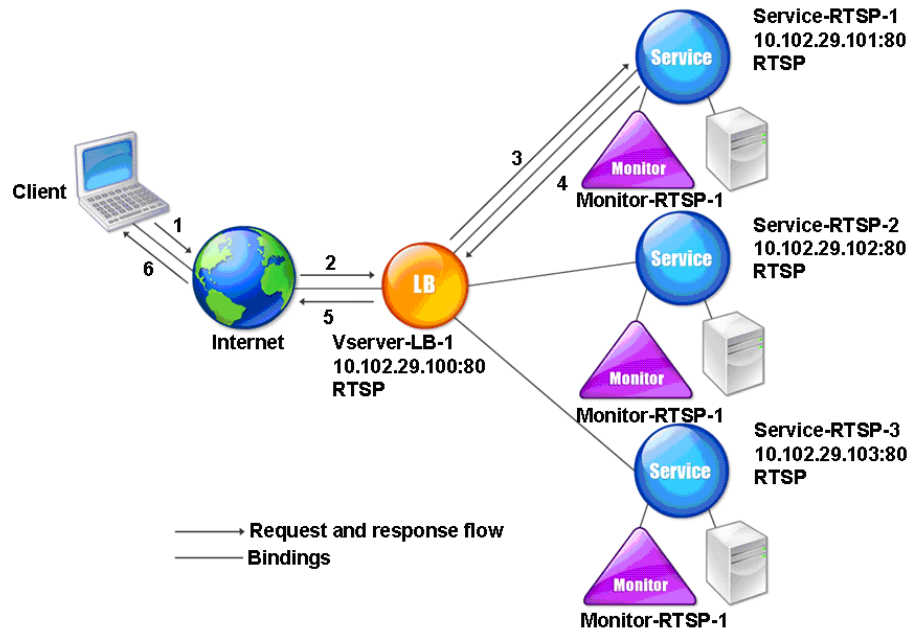 Service-RTSP-1
10.102.29.101:80
RTSP
Service
3
4
Monitor
Monitor-RTSP-1
Client
1
6
2
5
LB
Internet
Vserver-LB-1
10.102.29.100:80
RTSP
Service-RTSP-2
10.102.29.102:80
RTSP
Service
Monitor
Monitor-RTSP-1
Service-RTSP-3
10.102.29.103:80
RTSP
Service
Monitor
Monitor-RTSP-1
Request and response flow
Bindings